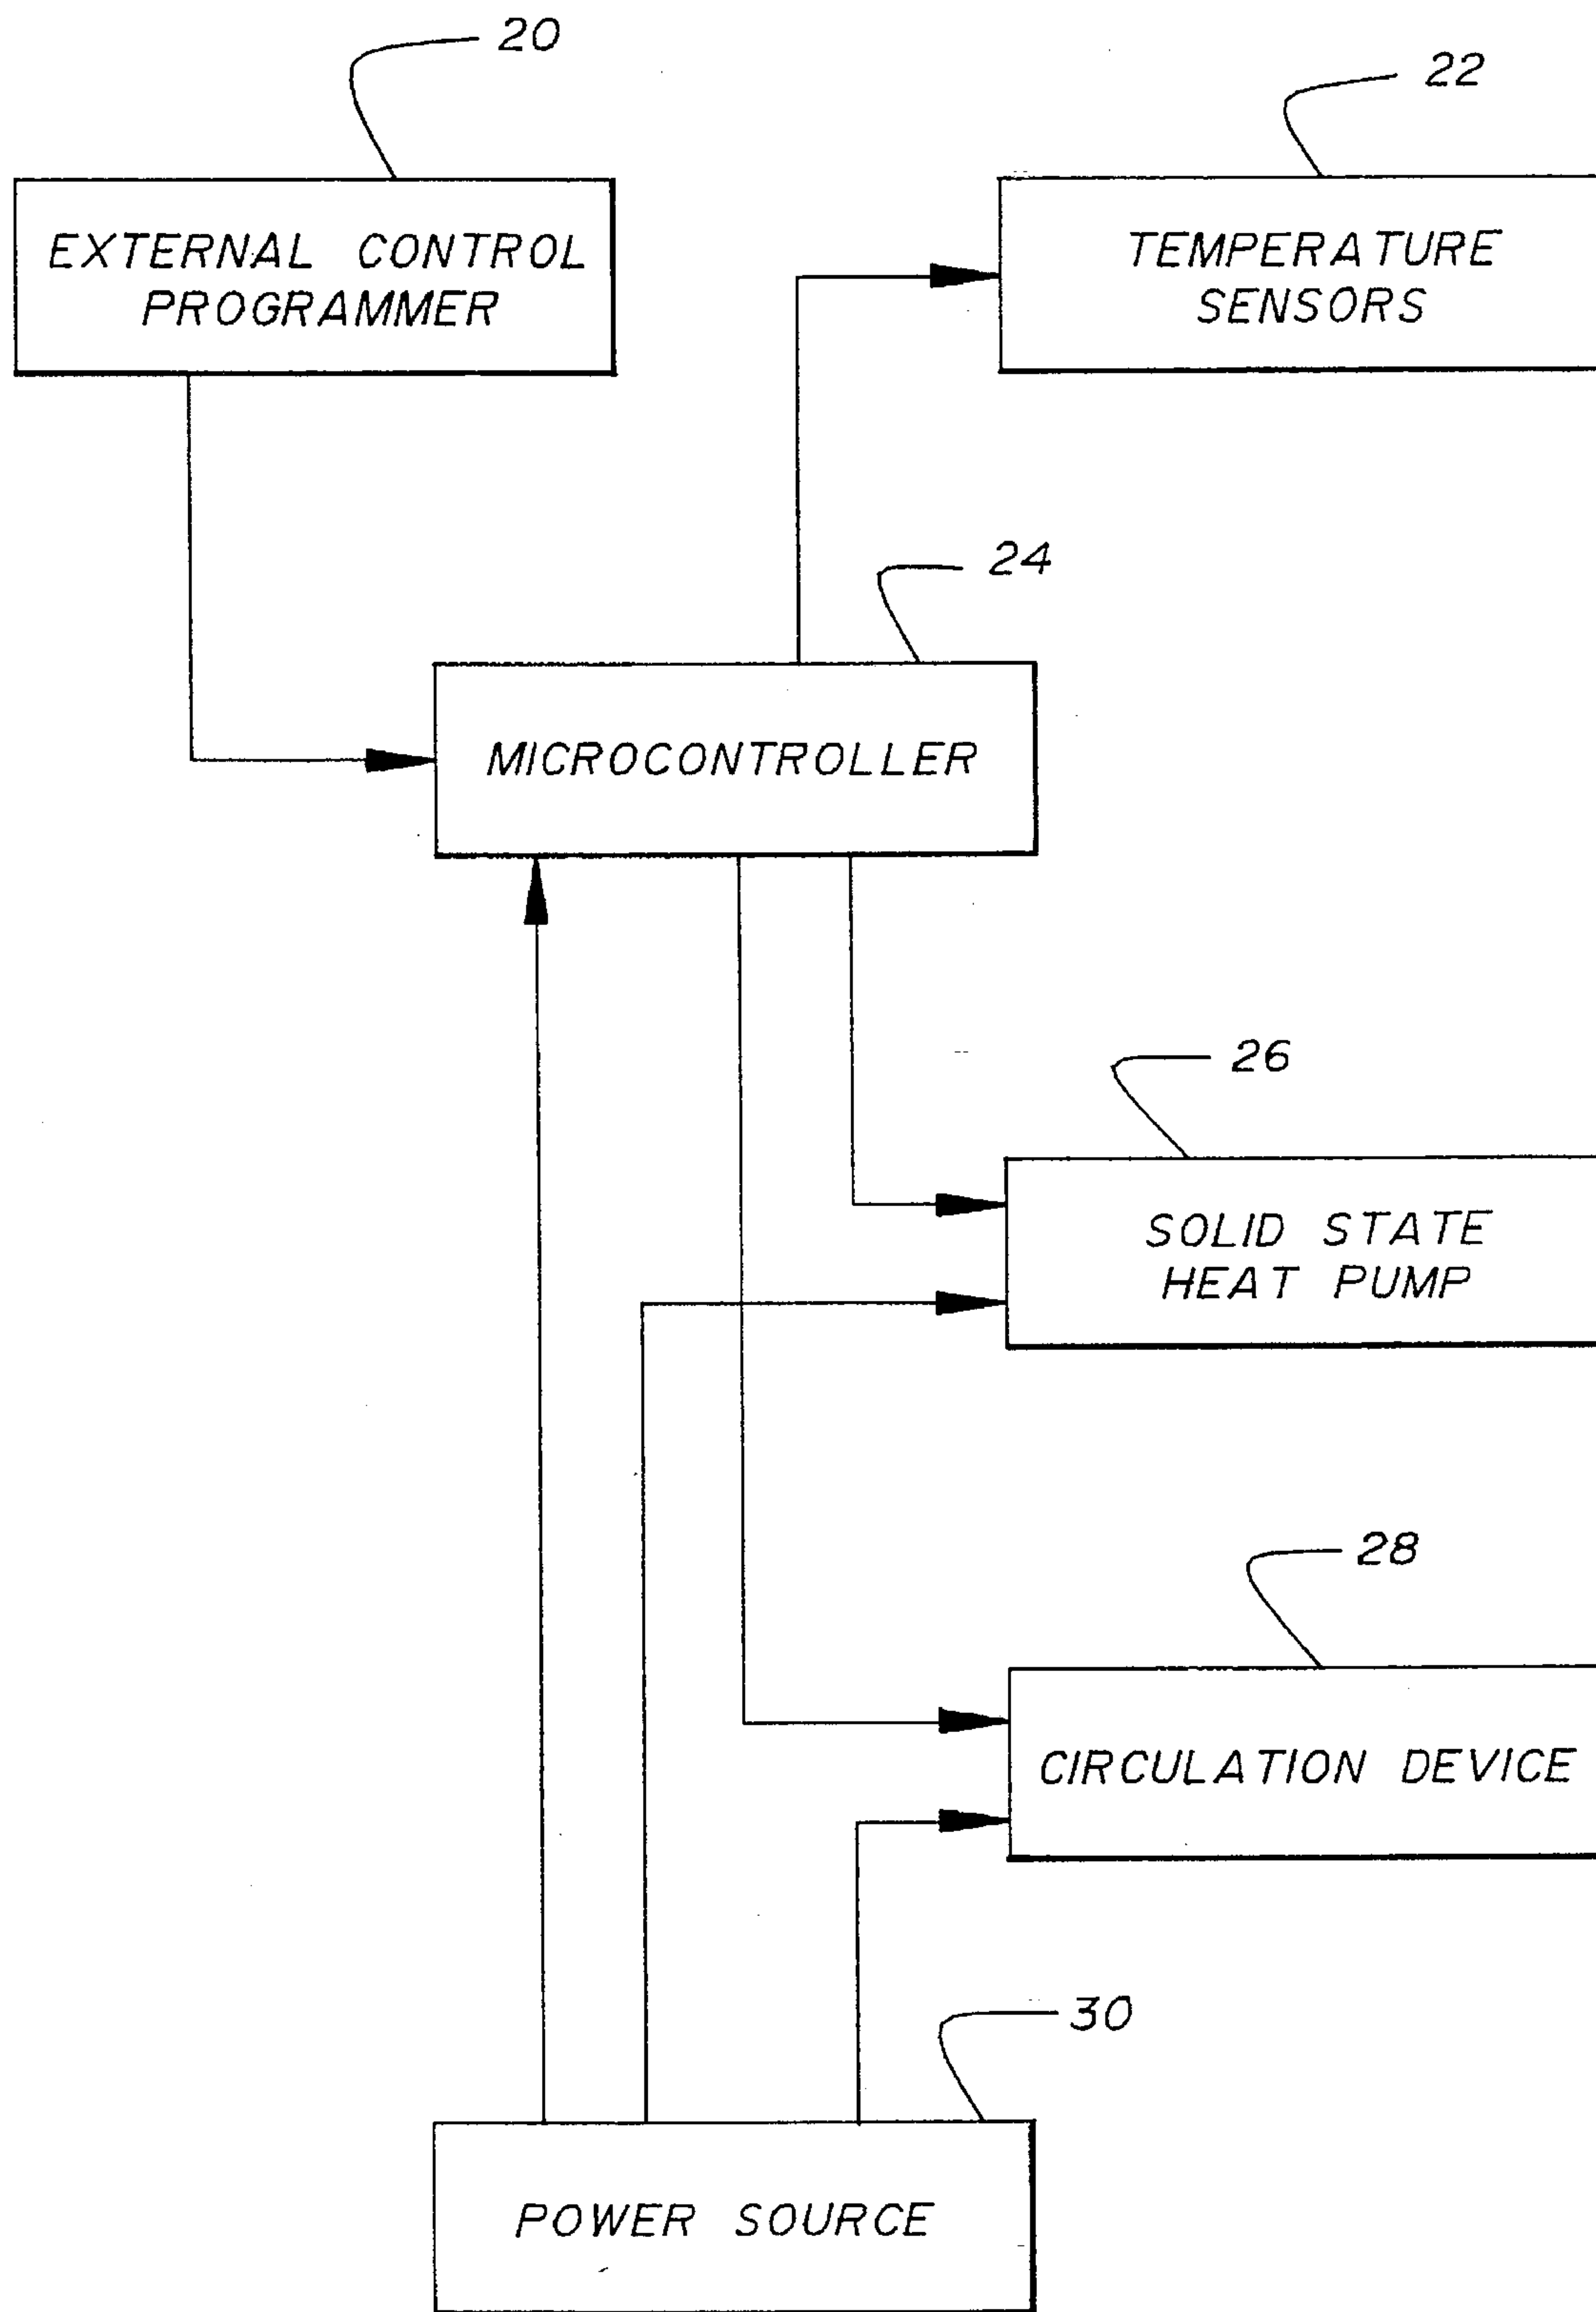 20
22
EXTERNAL CONTROL
PROGRAMMER
TEMPERATURE
SENSORS
24
MICROCONTROLLER
26
SOLID STATE
HEAT PUMP
28
CIRCULATION DEVICE
30
POWER SOURCE